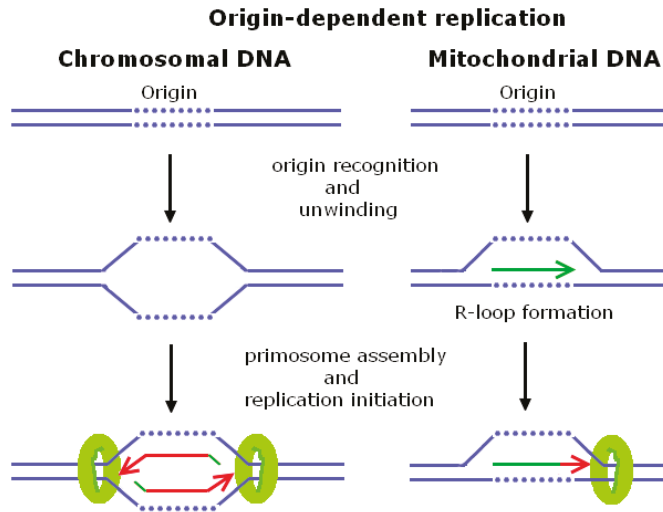 Origin-dependent replication
Chromosomal DNA
Mitochondrial DNA
Origin
Origin
origin recognition
and
unwinding
R-loop formation
primosome assembly
and
replication initiation